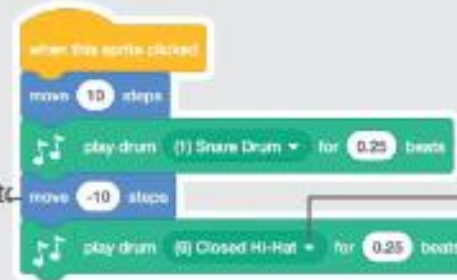 when this sprite clicked
move 10 steps
play drum (1) Snare Drum for 0.25 beats
move -10 steps
play drum (6) Closed Hi-Hat for 0.25 beats